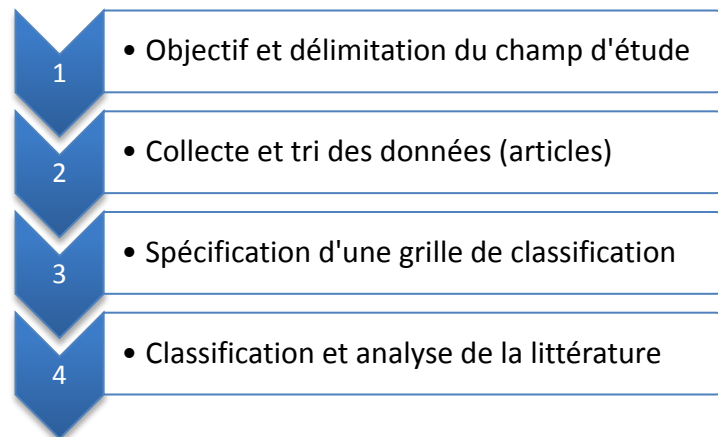 1
• Objectif et délimitation du champ d'étude
2
• Collecte et tri des données (articles)
3
• Spécification d'une grille de classification
4
• Classification et analyse de la littérature